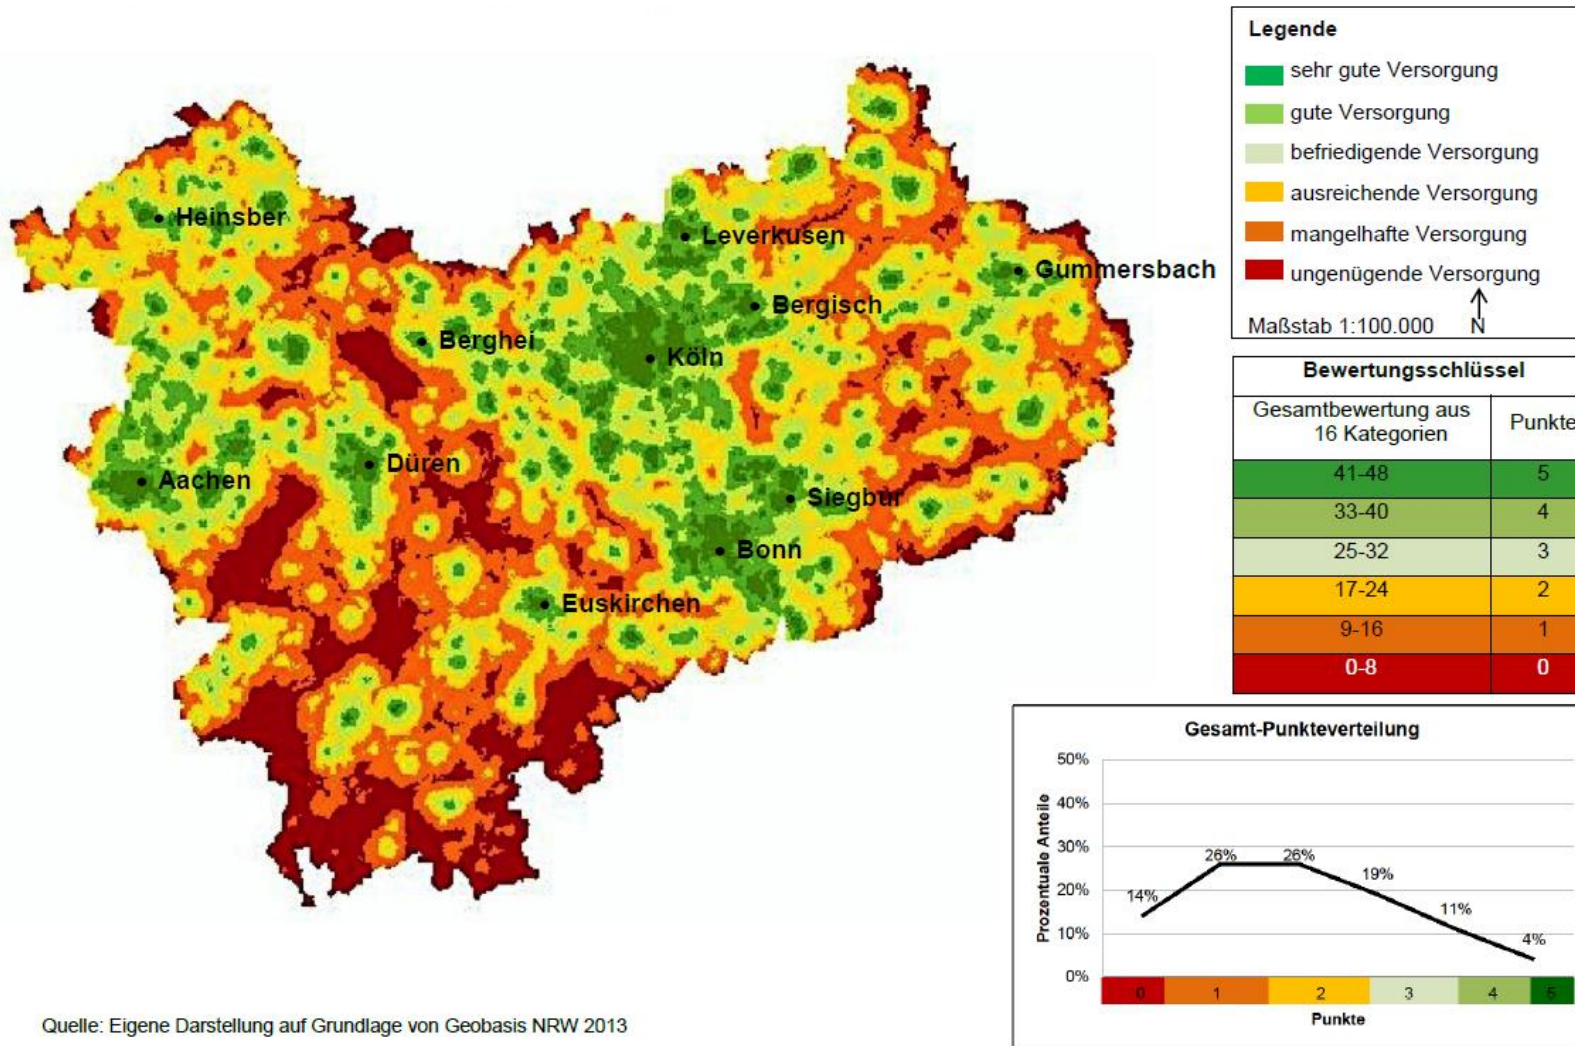 Heinsber
Leverkusen
Gummersbach
Bergisch
Berghei
Köln
Düren
Aachen
Siegbur
Bonn
Euskirchen
Legende
sehr gute Versorgung
gute Versorgung
befriedigende Versorgung
ausreichende Versorgung
mangelhafte Versorgung
ungenügende Versorgung
Maßstab 1:100.000 N
Bewertungsschlüssel
Gesamtbewertung aus
16 Kategorien Punkte
41-48 5
33-40 4
25-32 3
17-24 2
9-16 1
0-8 0
Gesamt-Punkteverteilung
Prozentuale Anteile
50%
40%
30%
20%
10%
0%
14%
26%
26%
19%
11%
4%
0 1 2 3 4 5
Punkte
Quelle: Eigene Darstellung auf Grundlage von Geobasis NRW 2013